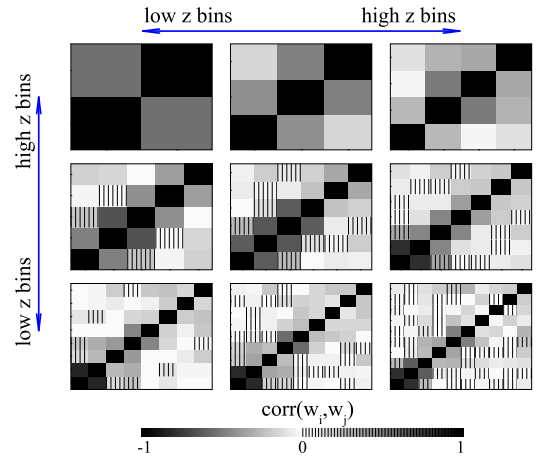 low z bins high z bins
high z bins
low z bins
corr(w_i,w_j)
-1 0 1